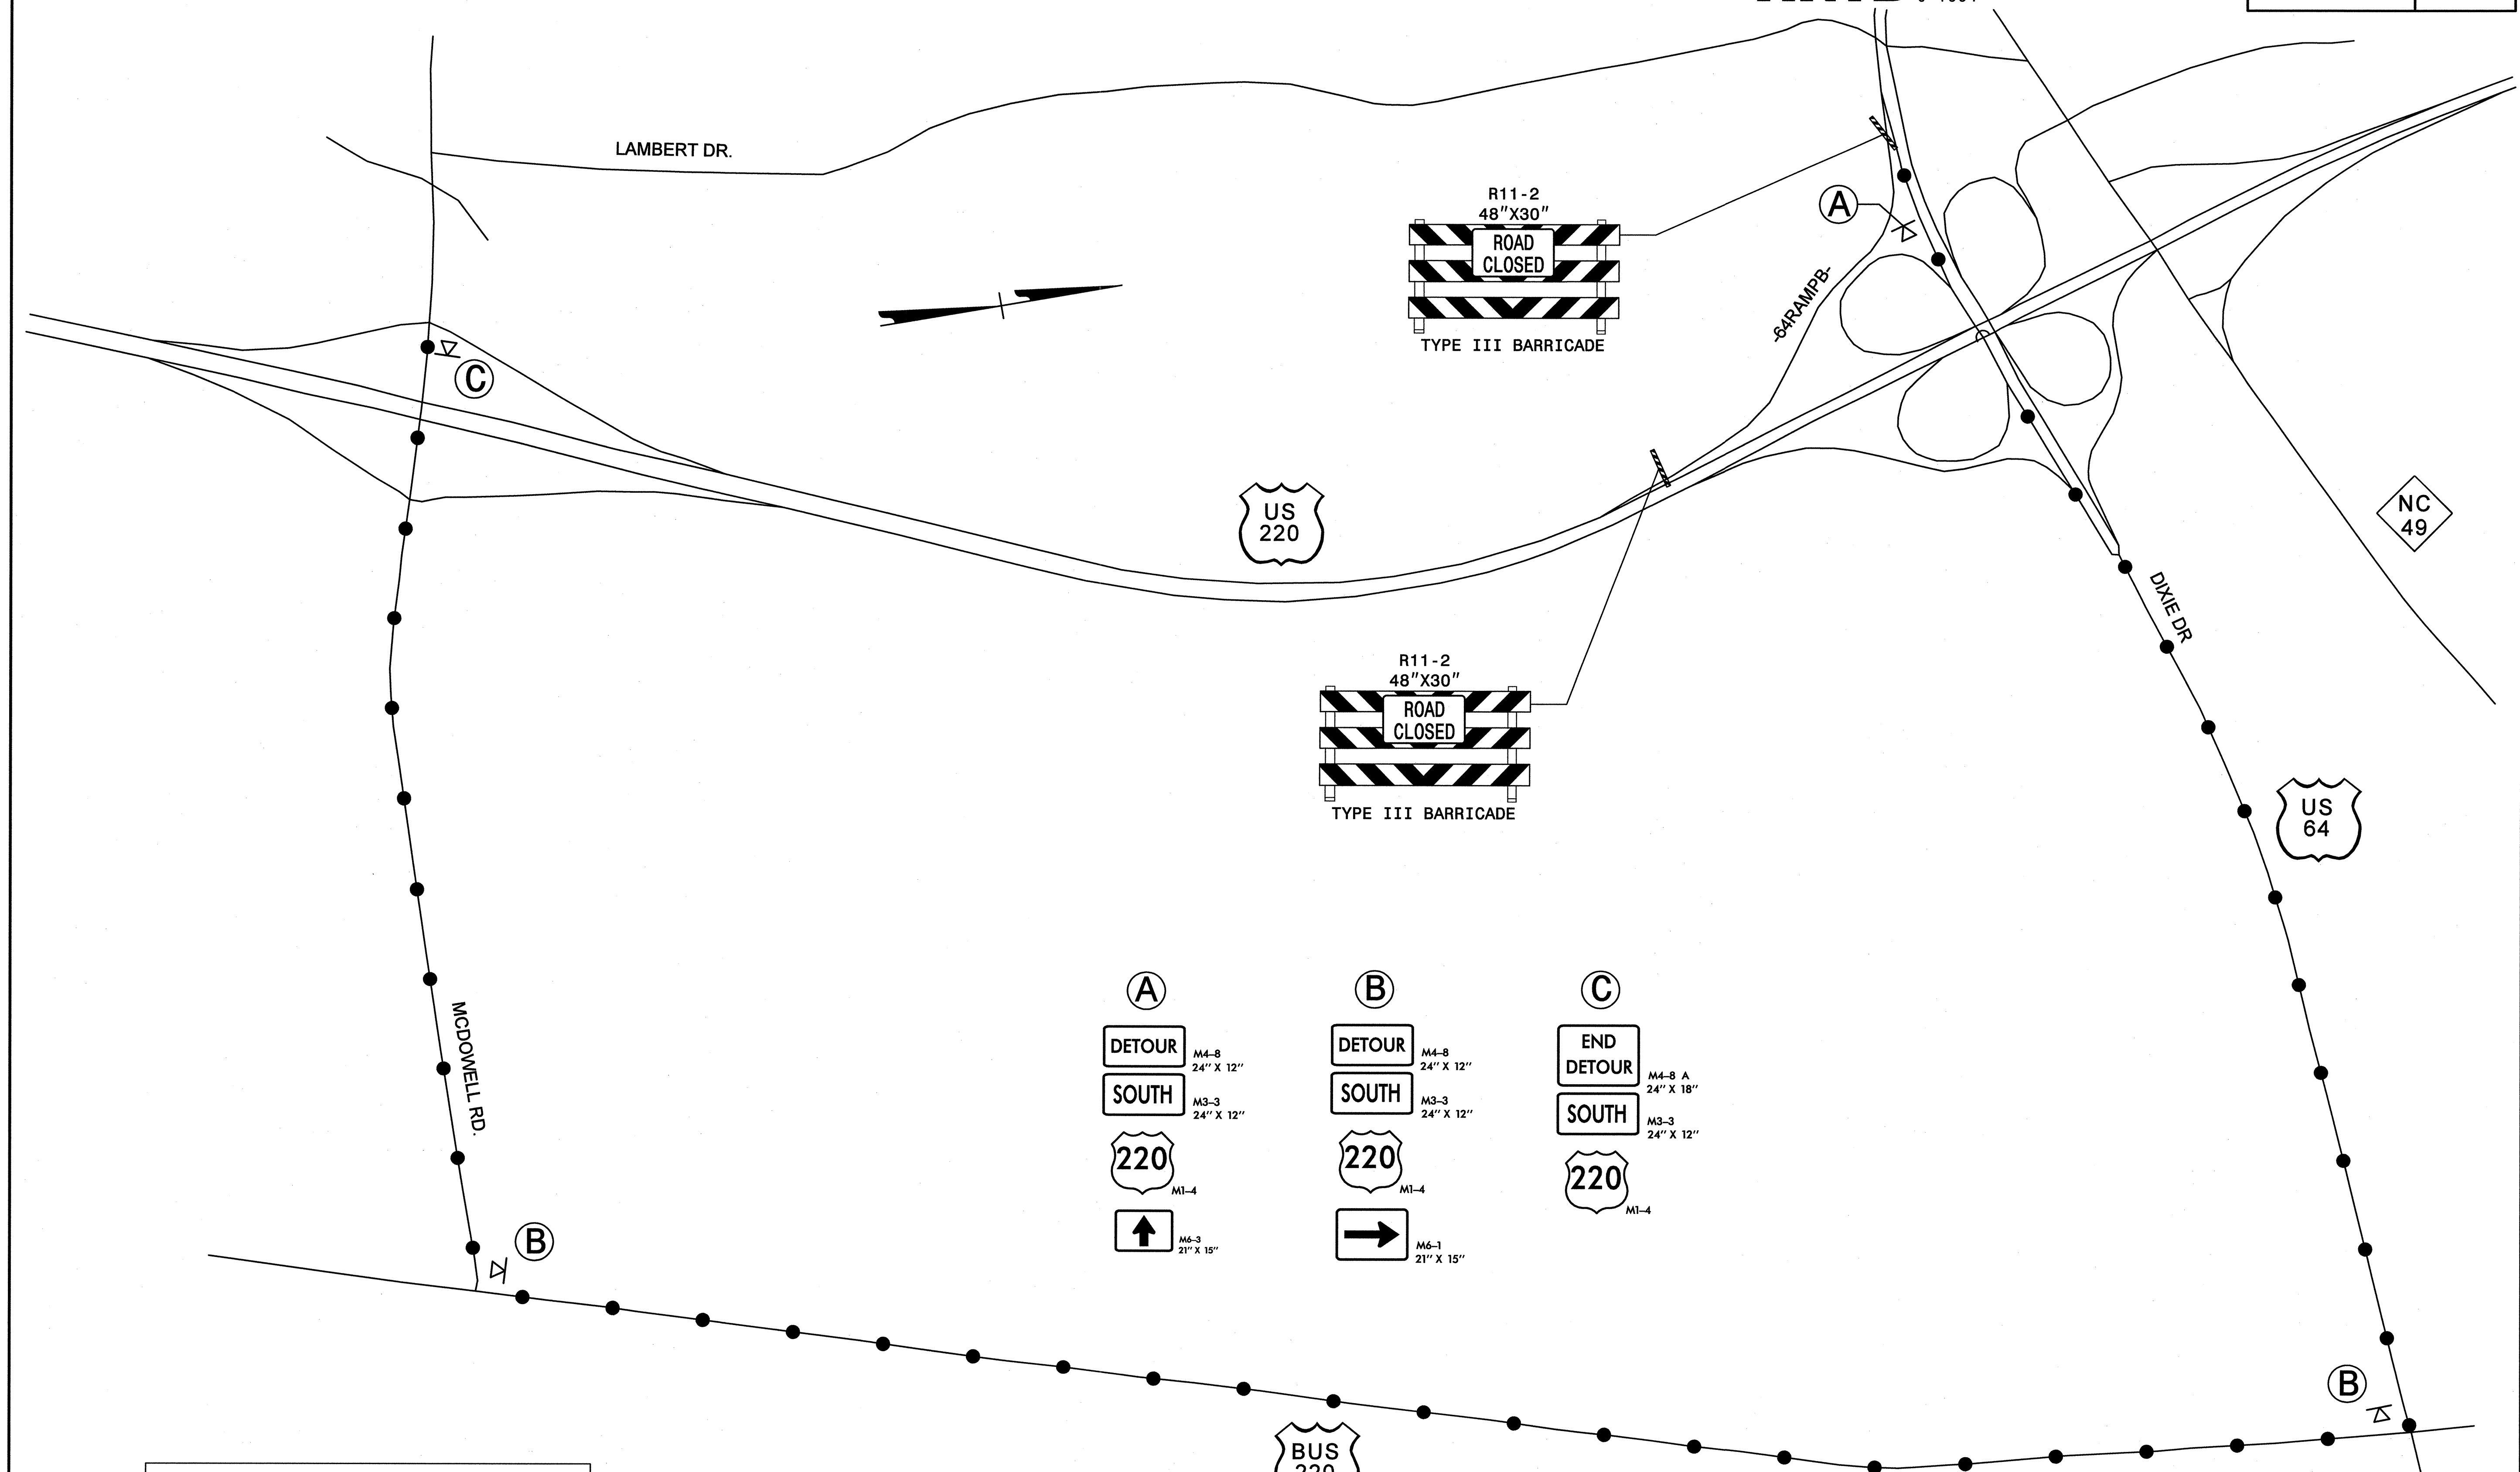 LAMBERT DR.
R11-2
48"X30"
ROAD
CLOSED
TYPE III BARRICADE
A
-64RAMPB-
C
US
220
NC
49
DIXIE DR
R11-2
48"X30"
ROAD
CLOSED
TYPE III BARRICADE
US
64
MCDOWELL RD.
A
DETOUR
M4-8
24" X 12"
SOUTH
M3-3
24" X 12"
220
M1-4
M6-3
21" X 15"
B
DETOUR
M4-8
24" X 12"
SOUTH
M3-3
24" X 12"
220
M1-4
M6-1
21" X 15"
C
END
DETOUR
M4-8 A
24" X 18"
SOUTH
M3-3
24" X 12"
220
M1-4
B
B
BUS
220